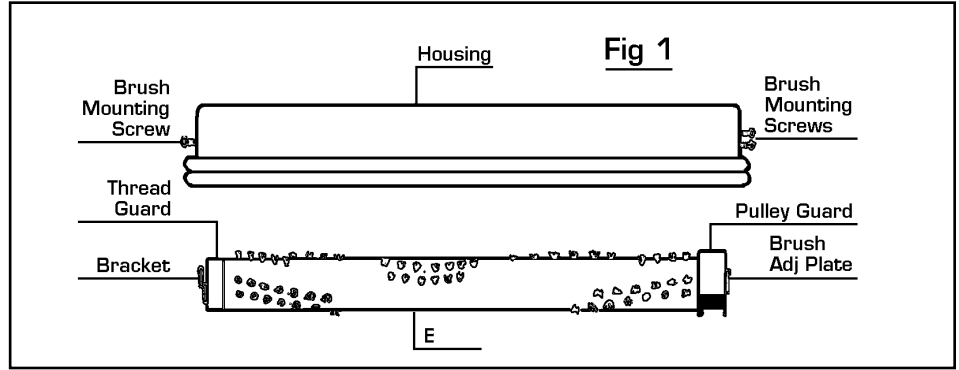 Housing
Fig 1
Brush
Mounting
Screw
Brush
Mounting
Screws
Thread
Guard
Pulley Guard
Bracket
Brush
Adj Plate
E